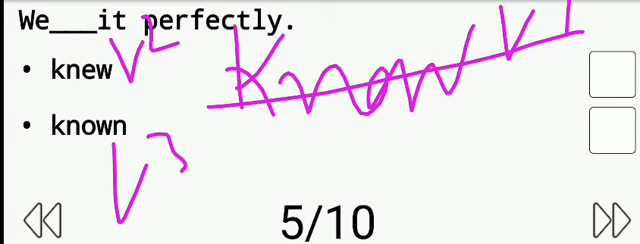 We___it perfectly.
• knew V2
Know V1
• known V3
5/10